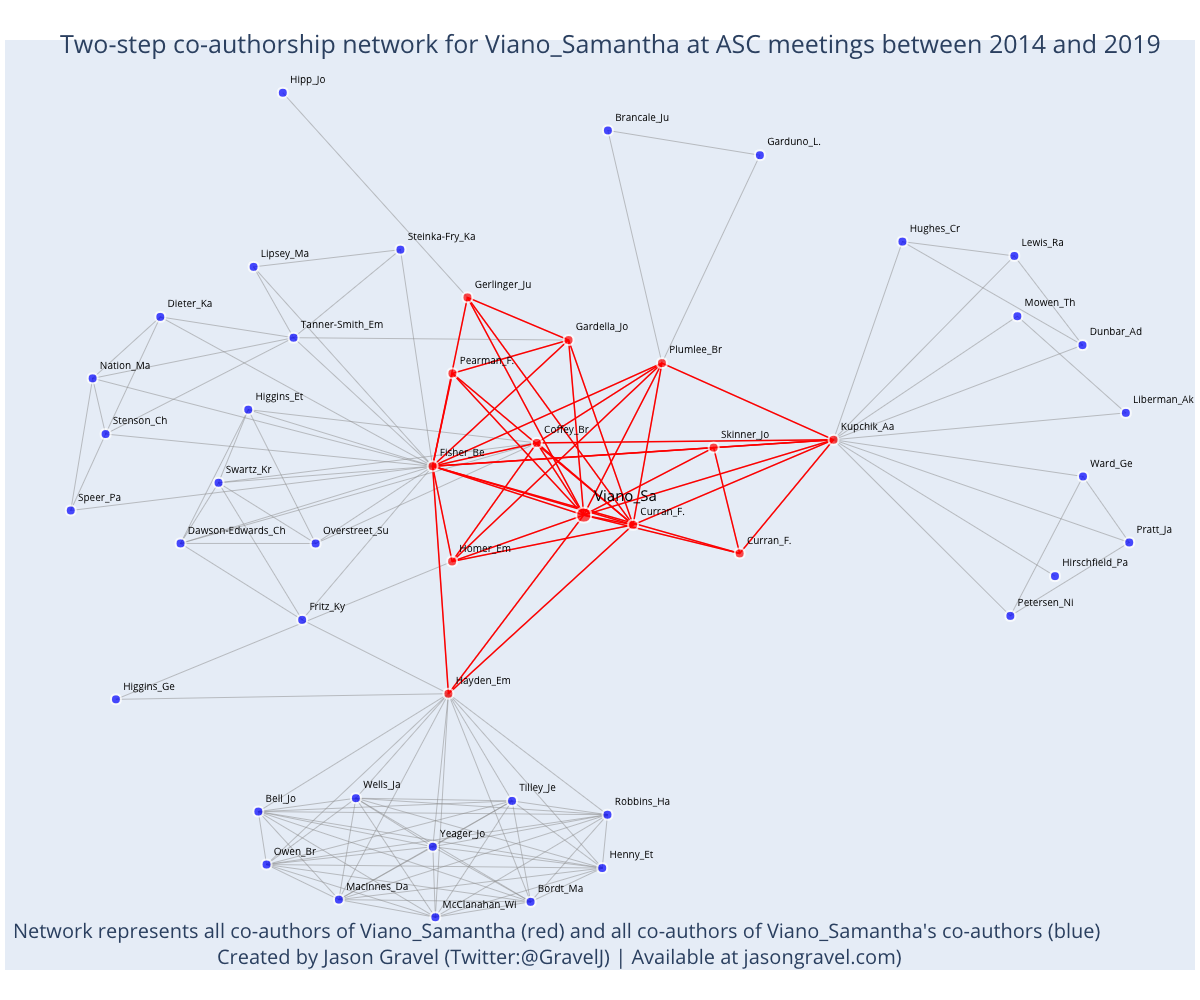 Two-step co-authorship network for Viano_Samantha at ASC meetings between 2014 and 2019
Hipp_Jo
Brancale_Ju
Garduno_L.
Hughes_Cr
Steinka-Fry_Ka
Lewis_Ra
Lipsey_Ma
Gerlinger_Ju
Dieter_Ka
Mowen_Th
Tanner-Smith_Em
Gardella_Jo
Dunbar_Ad
Plumlee_Br
Pearman_F.
Nation_Ma
Higgins_Et
Liberman_Ak
Stenson_Ch
Coffey_Br
Skinner_Jo
Kupchik_Aa
Fisher_Be
Swartz_Kr
Ward_Ge
Speer_Pa
Viano_Sa
Curran_F.
Dawson-Edwards_Ch
Overstreet_Su
Pratt_Ja
Curran_F.
Homer_Em
Hirschfield_Pa
Fritz_Ky
Petersen_Ni
Higgins_Ge
Hayden_Em
Wells_Ja
Tilley_Je
Bell_Jo
Robbins_Ha
Yeager_Jo
Owen_Br
Henny_Et
MacInnes_Da
Bordt_Ma
McClanahan_Wi
Network represents all co-authors of Viano_Samantha (red) and all co-authors of Viano_Samantha's co-authors (blue)
Created by Jason Gravel (Twitter:@GravelJ) | Available at jasongravel.com)